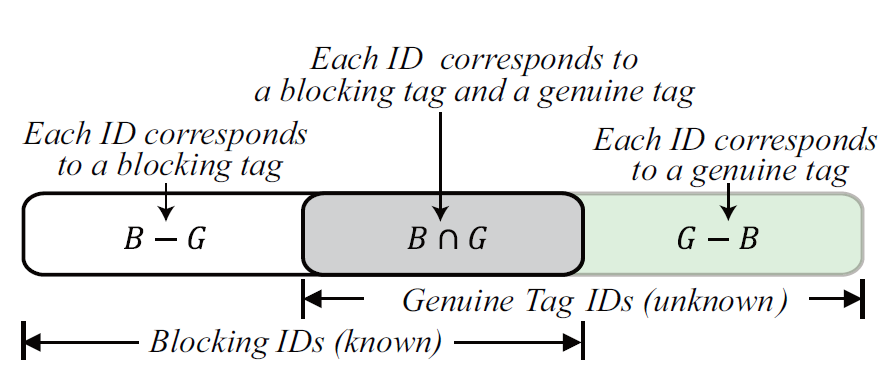 Each ID corresponds to
a blocking tag and a genuine tag
Each ID corresponds
to a blocking tag
Each ID corresponds
to a genuine tag
B − G
B ∩ G
G − B
Genuine Tag IDs (unknown)
Blocking IDs (known)